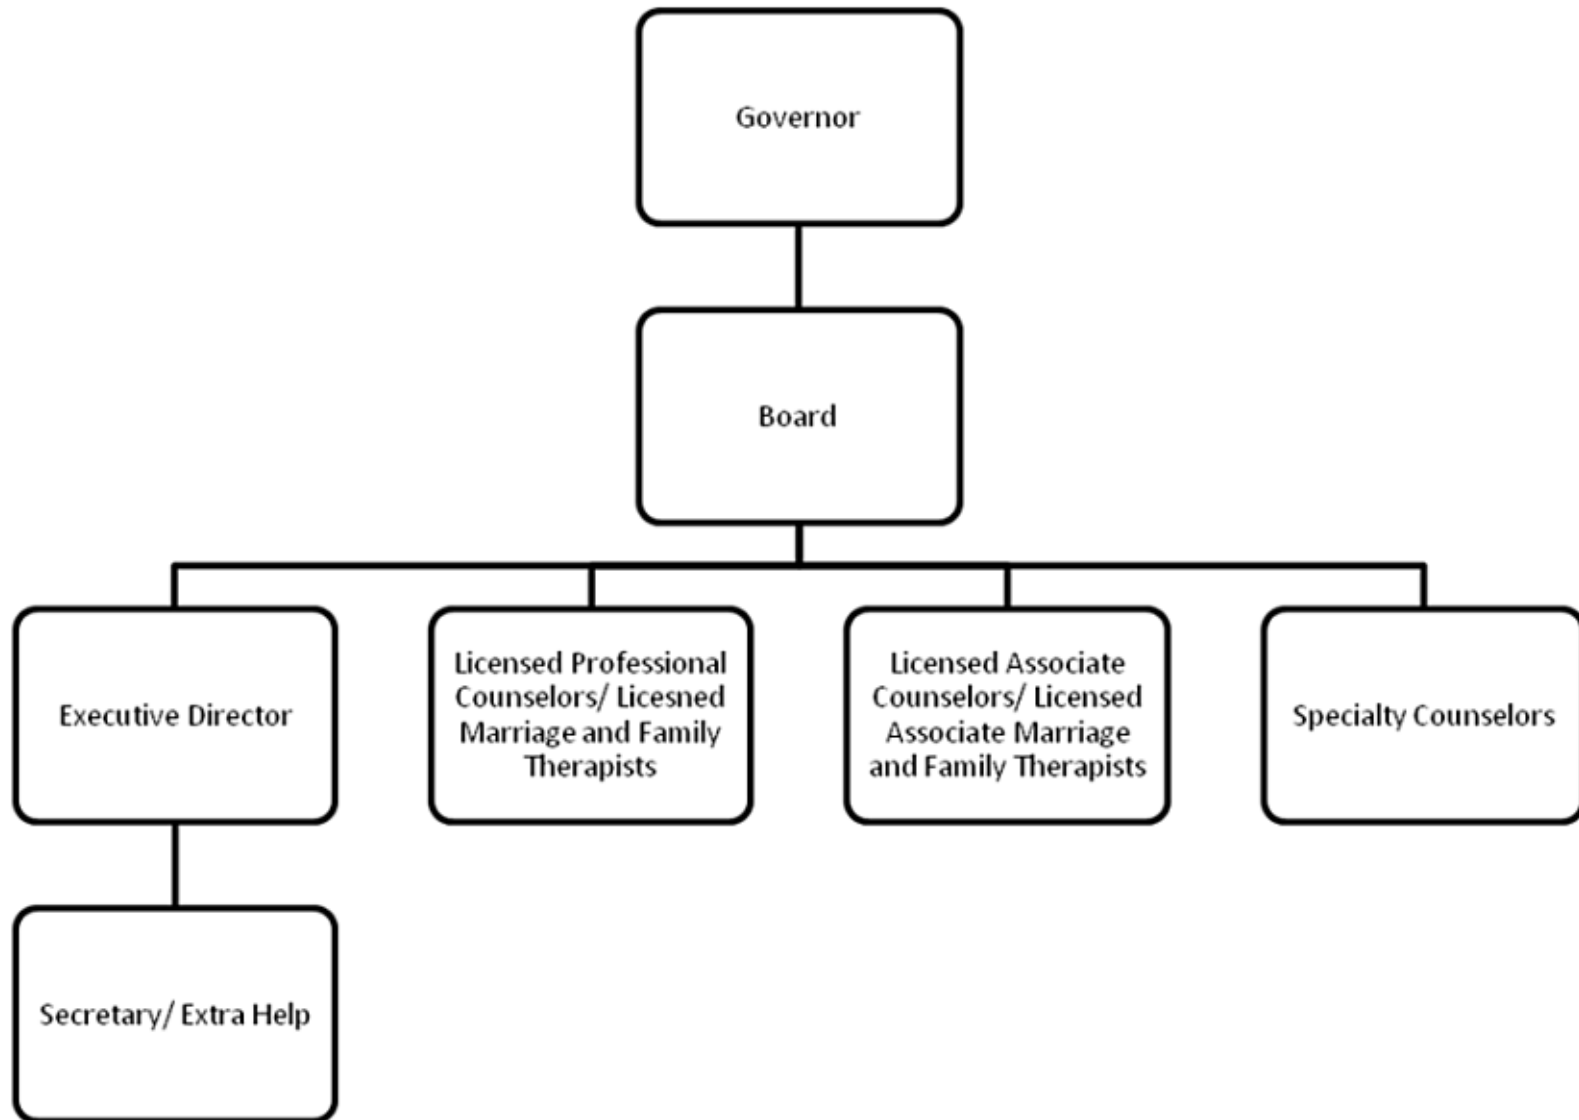 Governor
Board
Executive Director
Licensed Professional
Counselors/ Licesned
Marriage and Family
Therapists
Licensed Associate
Counselors/ Licensed
Associate Marriage
and Family Therapists
Specialty Counselors
Secretary/ Extra Help